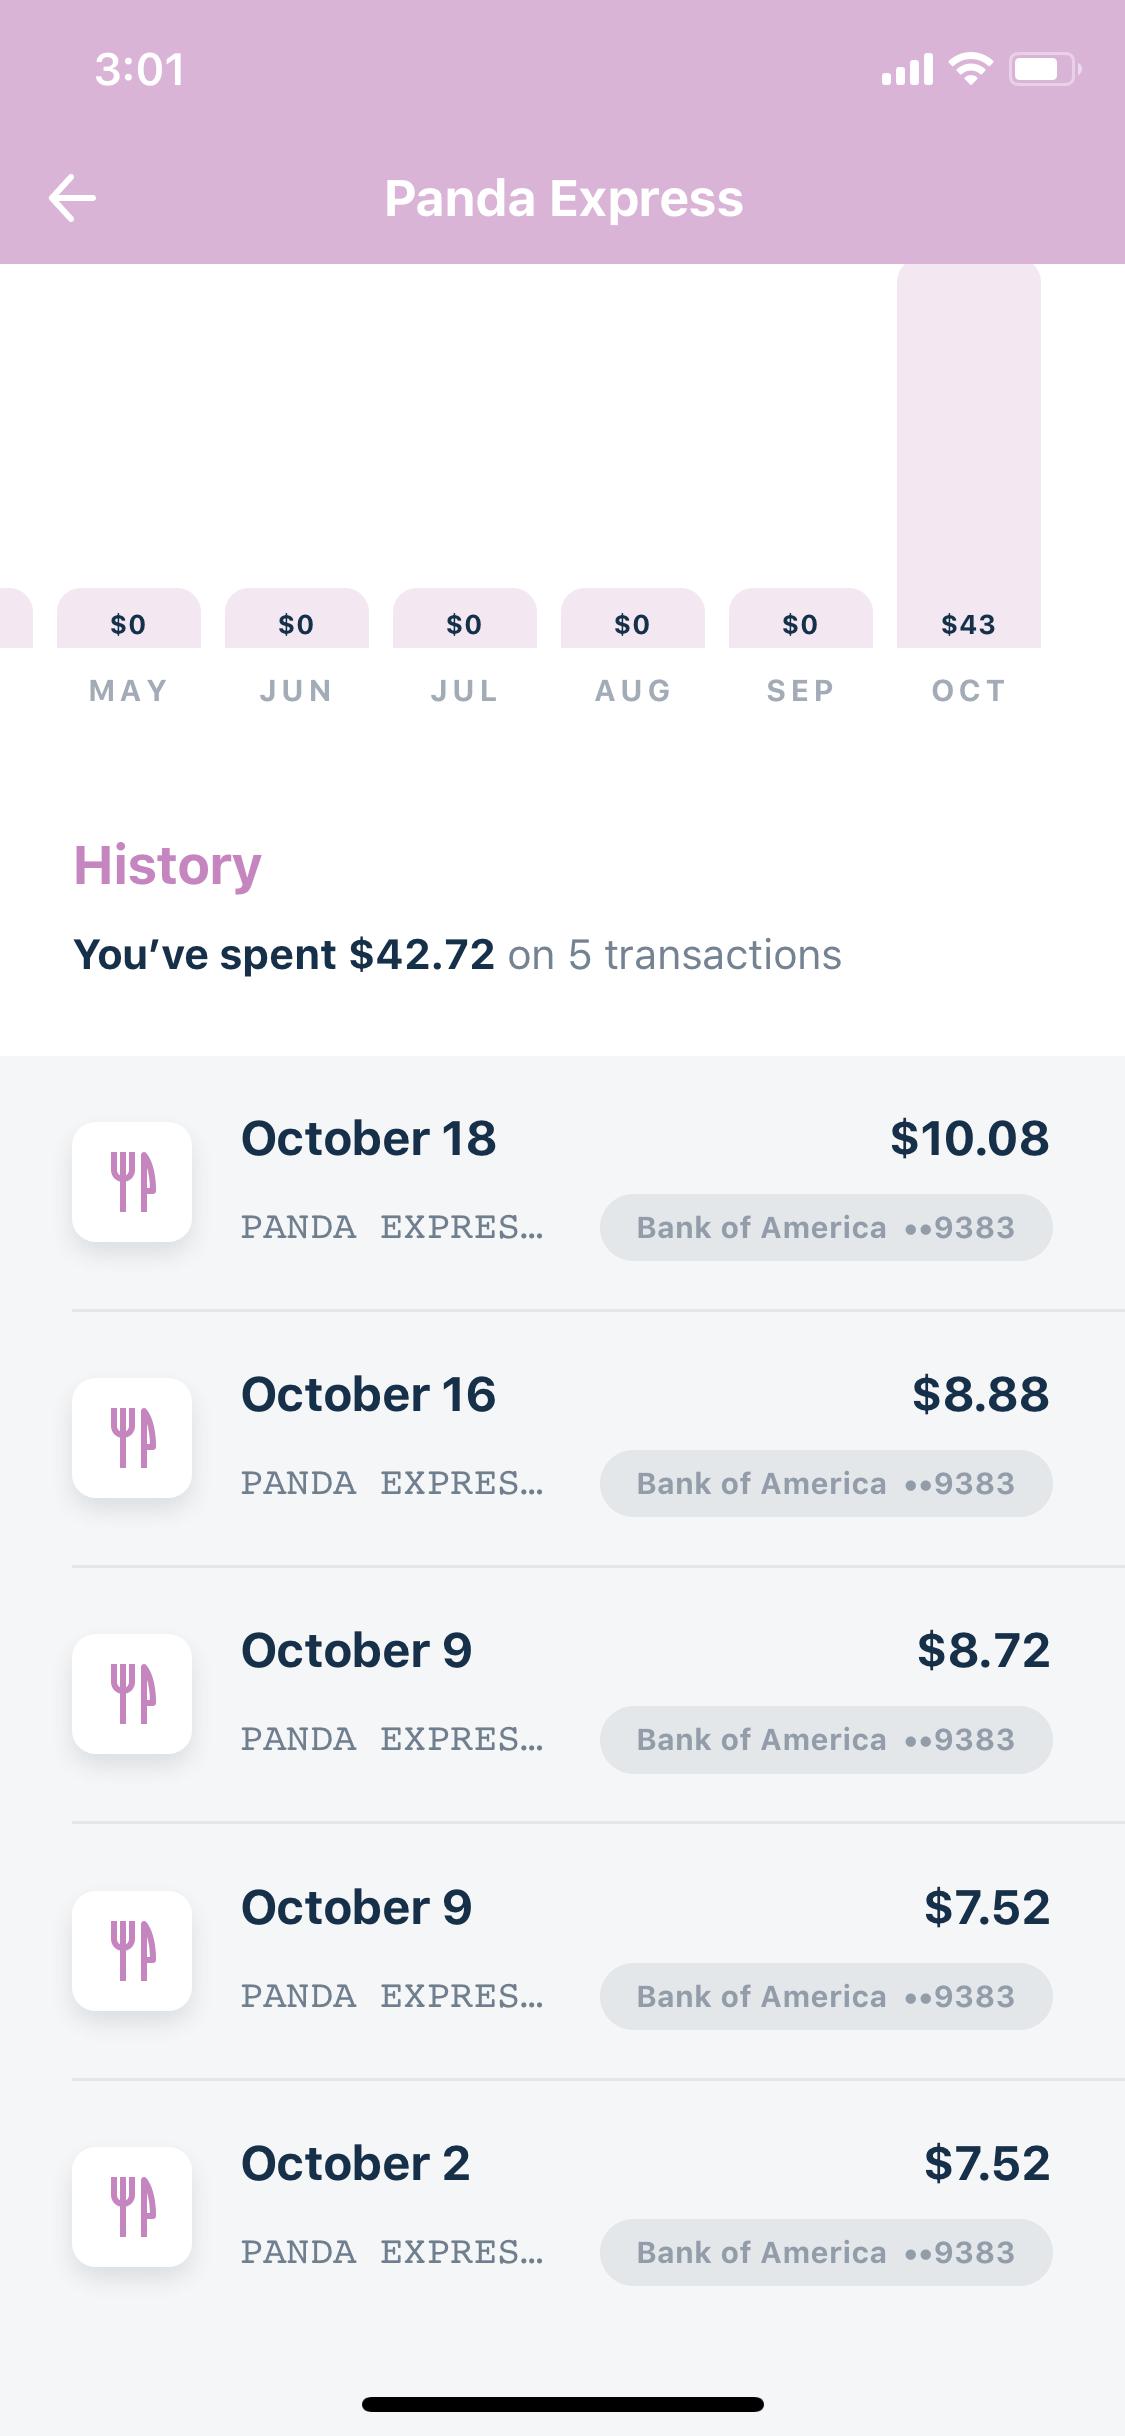 3:01
Panda Express
$0 $0 $0 $0 $0 $43
MAY JUN JUL AUG SEP OCT
History
You’ve spent $42.72 on 5 transactions
October 18 $10.08
PANDA EXPRES… Bank of America ••9383
October 16 $8.88
PANDA EXPRES… Bank of America ••9383
October 9 $8.72
PANDA EXPRES… Bank of America ••9383
October 9 $7.52
PANDA EXPRES… Bank of America ••9383
October 2 $7.52
PANDA EXPRES… Bank of America ••9383